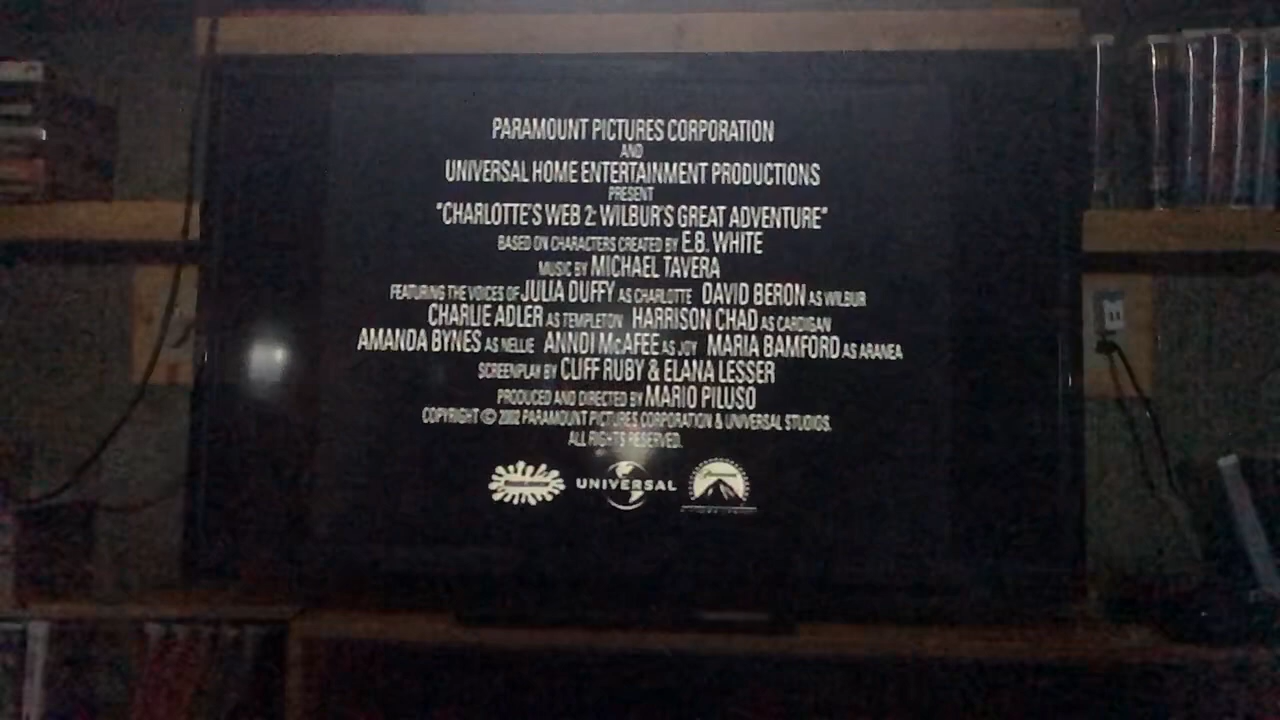 PARAMOUNT PICTURES CORPORATION
AND
UNIVERSAL HOME ENTERTAINMENT PRODUCTIONS
PRESENT
"CHARLOTTE'S WEB 2: WILBUR'S GREAT ADVENTURE"
BASED ON CHARACTERS CREATED BY E.B. WHITE
MUSIC BY MICHAEL TAVERA
FEATURING THE VOICES OF JULIA DUFFY AS CHARLOTTE DAVID BERON AS WILBUR
CHARLIE ADLER AS TEMPLETON HARRISON CHAD AS CARDIGAN
AMANDA BYNES AS NELLIE ANNDI McAFEE AS JOY MARIA BAMFORD AS ARANEA
SCREENPLAY BY CLIFF RUBY & ELANA LESSER
PRODUCED AND DIRECTED BY MARIO PILUSO
COPYRIGHT © 2002 PARAMOUNT PICTURES CORPORATION & UNIVERSAL STUDIOS.
ALL RIGHTS RESERVED.
UNIVERSAL